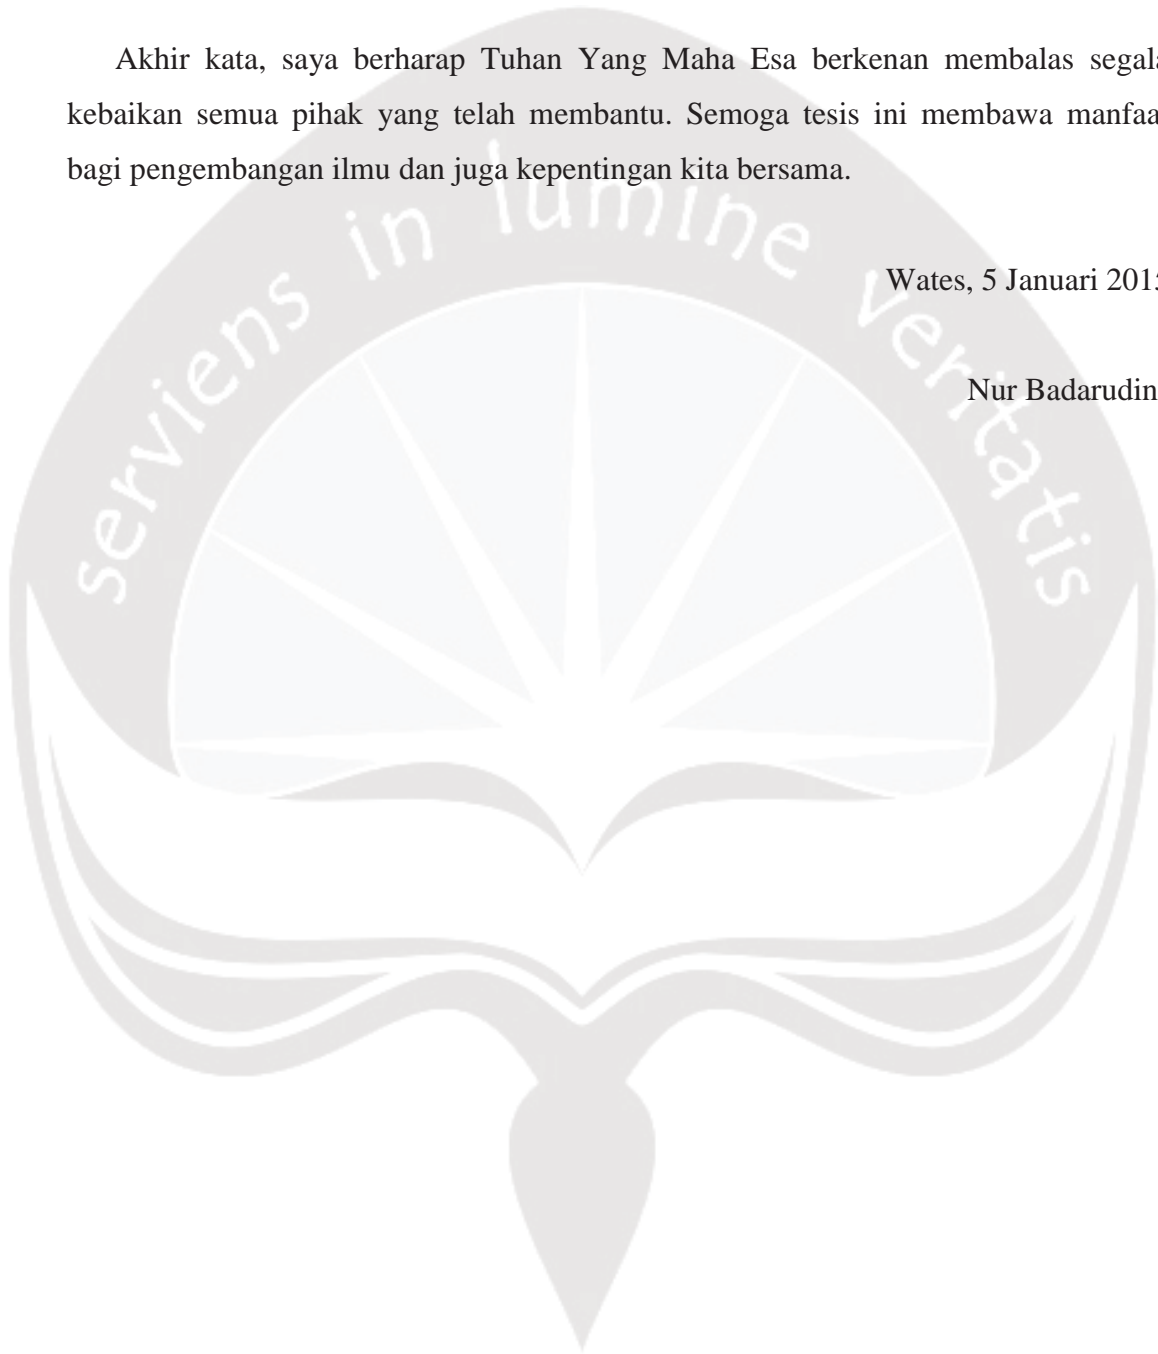 Akhir kata, saya berharap Tuhan Yang Maha Esa berkenan membalas segala
kebaikan semua pihak yang telah membantu. Semoga tesis ini membawa manfaa
bagi pengembangan ilmu dan juga kepentingan kita bersama.
serviens in lumine veritatis
Wates, 5 Januari 2015
Nur Badarudin